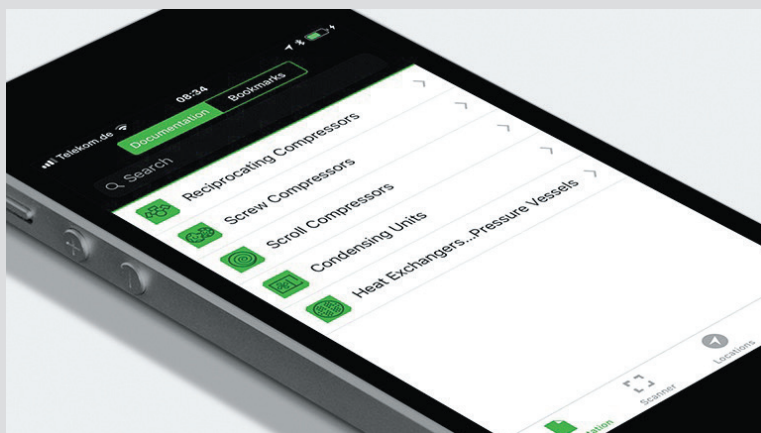 Telekom.de
08:34
Documentation
Bookmarks
Search
Reciprocating Compressors
Screw Compressors
Scroll Compressors
Condensing Units
Heat Exchangers...Pressure Vessels
Scanner
Locations